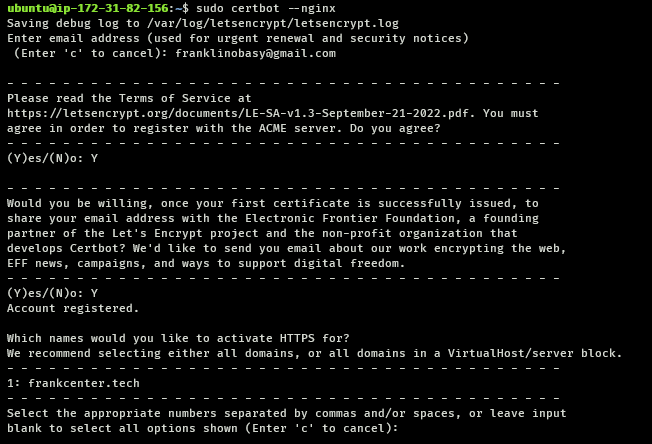 ubuntu@ip-172-31-82-156:~$ sudo certbot --nginx
Saving debug log to /var/log/letsencrypt/letsencrypt.log
Enter email address (used for urgent renewal and security notices)
 (Enter 'c' to cancel): franklinobasy@gmail.com

- - - - - - - - - - - - - - - - - - - - - - - - - - - - - - - - - - - - - - - -
Please read the Terms of Service at
https://letsencrypt.org/documents/LE-SA-v1.3-September-21-2022.pdf. You must
agree in order to register with the ACME server. Do you agree?
- - - - - - - - - - - - - - - - - - - - - - - - - - - - - - - - - - - - - - - -
(Y)es/(N)o: Y

- - - - - - - - - - - - - - - - - - - - - - - - - - - - - - - - - - - - - - - -
Would you be willing, once your first certificate is successfully issued, to
share your email address with the Electronic Frontier Foundation, a founding
partner of the Let's Encrypt project and the non-profit organization that
develops Certbot? We'd like to send you email about our work encrypting the web,
EFF news, campaigns, and ways to support digital freedom.
- - - - - - - - - - - - - - - - - - - - - - - - - - - - - - - - - - - - - - - -
(Y)es/(N)o: Y
Account registered.

Which names would you like to activate HTTPS for?
We recommend selecting either all domains, or all domains in a VirtualHost/server block.
- - - - - - - - - - - - - - - - - - - - - - - - - - - - - - - - - - - - - - - -
1: frankcenter.tech
- - - - - - - - - - - - - - - - - - - - - - - - - - - - - - - - - - - - - - - -
Select the appropriate numbers separated by commas and/or spaces, or leave input
blank to select all options shown (Enter 'c' to cancel):